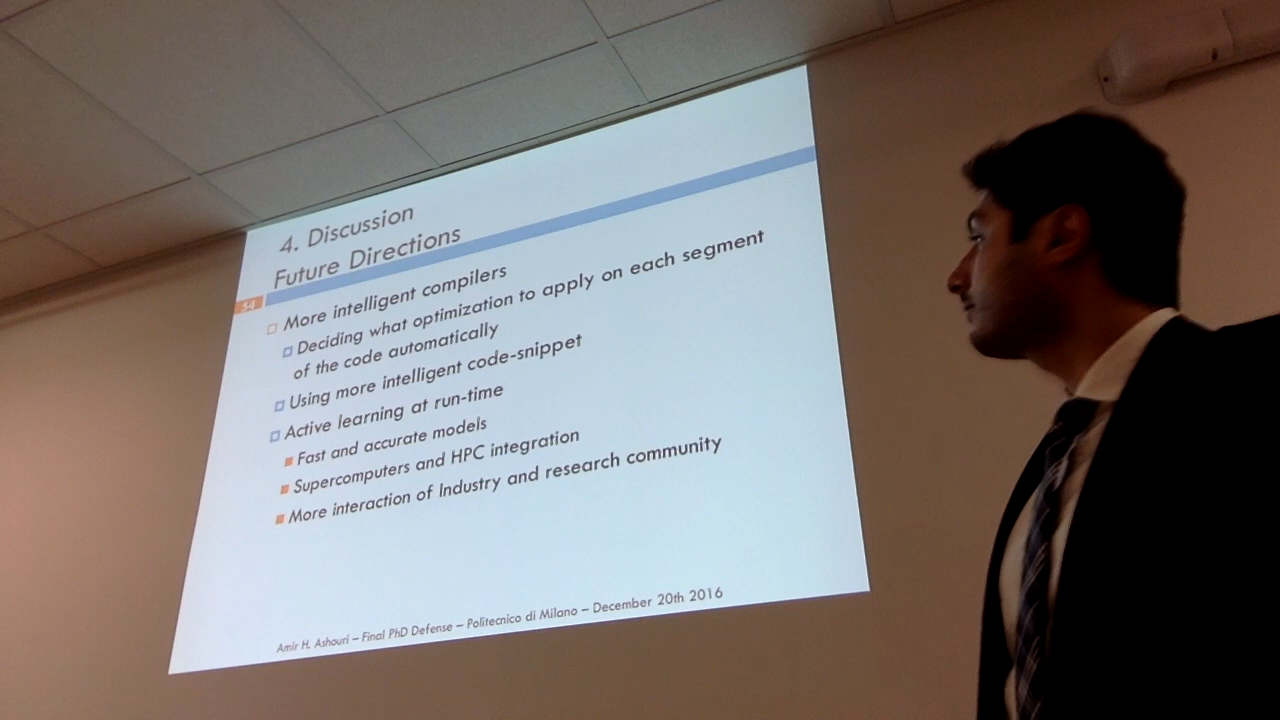 4. Discussion
Future Directions
54
More intelligent compilers
Deciding what optimization to apply on each segment
of the code automatically
Using more intelligent code-snippet
Active learning at run-time
Fast and accurate models
Supercomputers and HPC integration
More interaction of Industry and research community
Amir H. Ashouri – Final PhD Defense – Politecnico di Milano – December 20th 2016